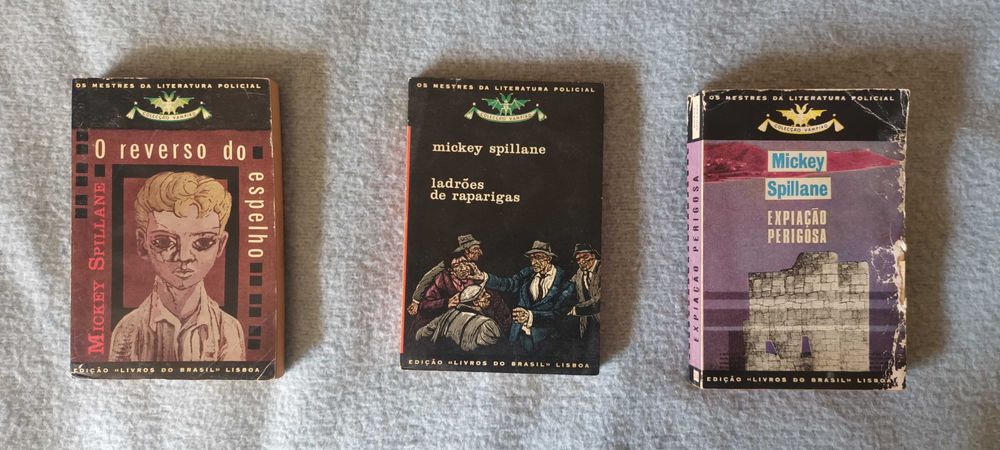 OS MESTRES DA LITERATURA POLICIAL
COLECÇÃO VAMPIRO
O reverso do
espelho
MICKEY SPILLANE
EDIÇÃO «LIVROS DO BRASIL» LISBOA
OS MESTRES DA LITERATURA POLICIAL
COLECÇÃO VAMPIRO
mickey spillane
ladrões
de raparigas
EDIÇÃO «LIVROS DO BRASIL» LISBOA
OS MESTRES DA LITERATURA POLICIAL
COLECÇÃO VAMPIRO
Mickey
Spillane
EXPIAÇÃO
PERIGOSA
EXPIAÇÃO PERIGOSA
EDIÇÃO «LIVROS DO BRASIL» LISBOA